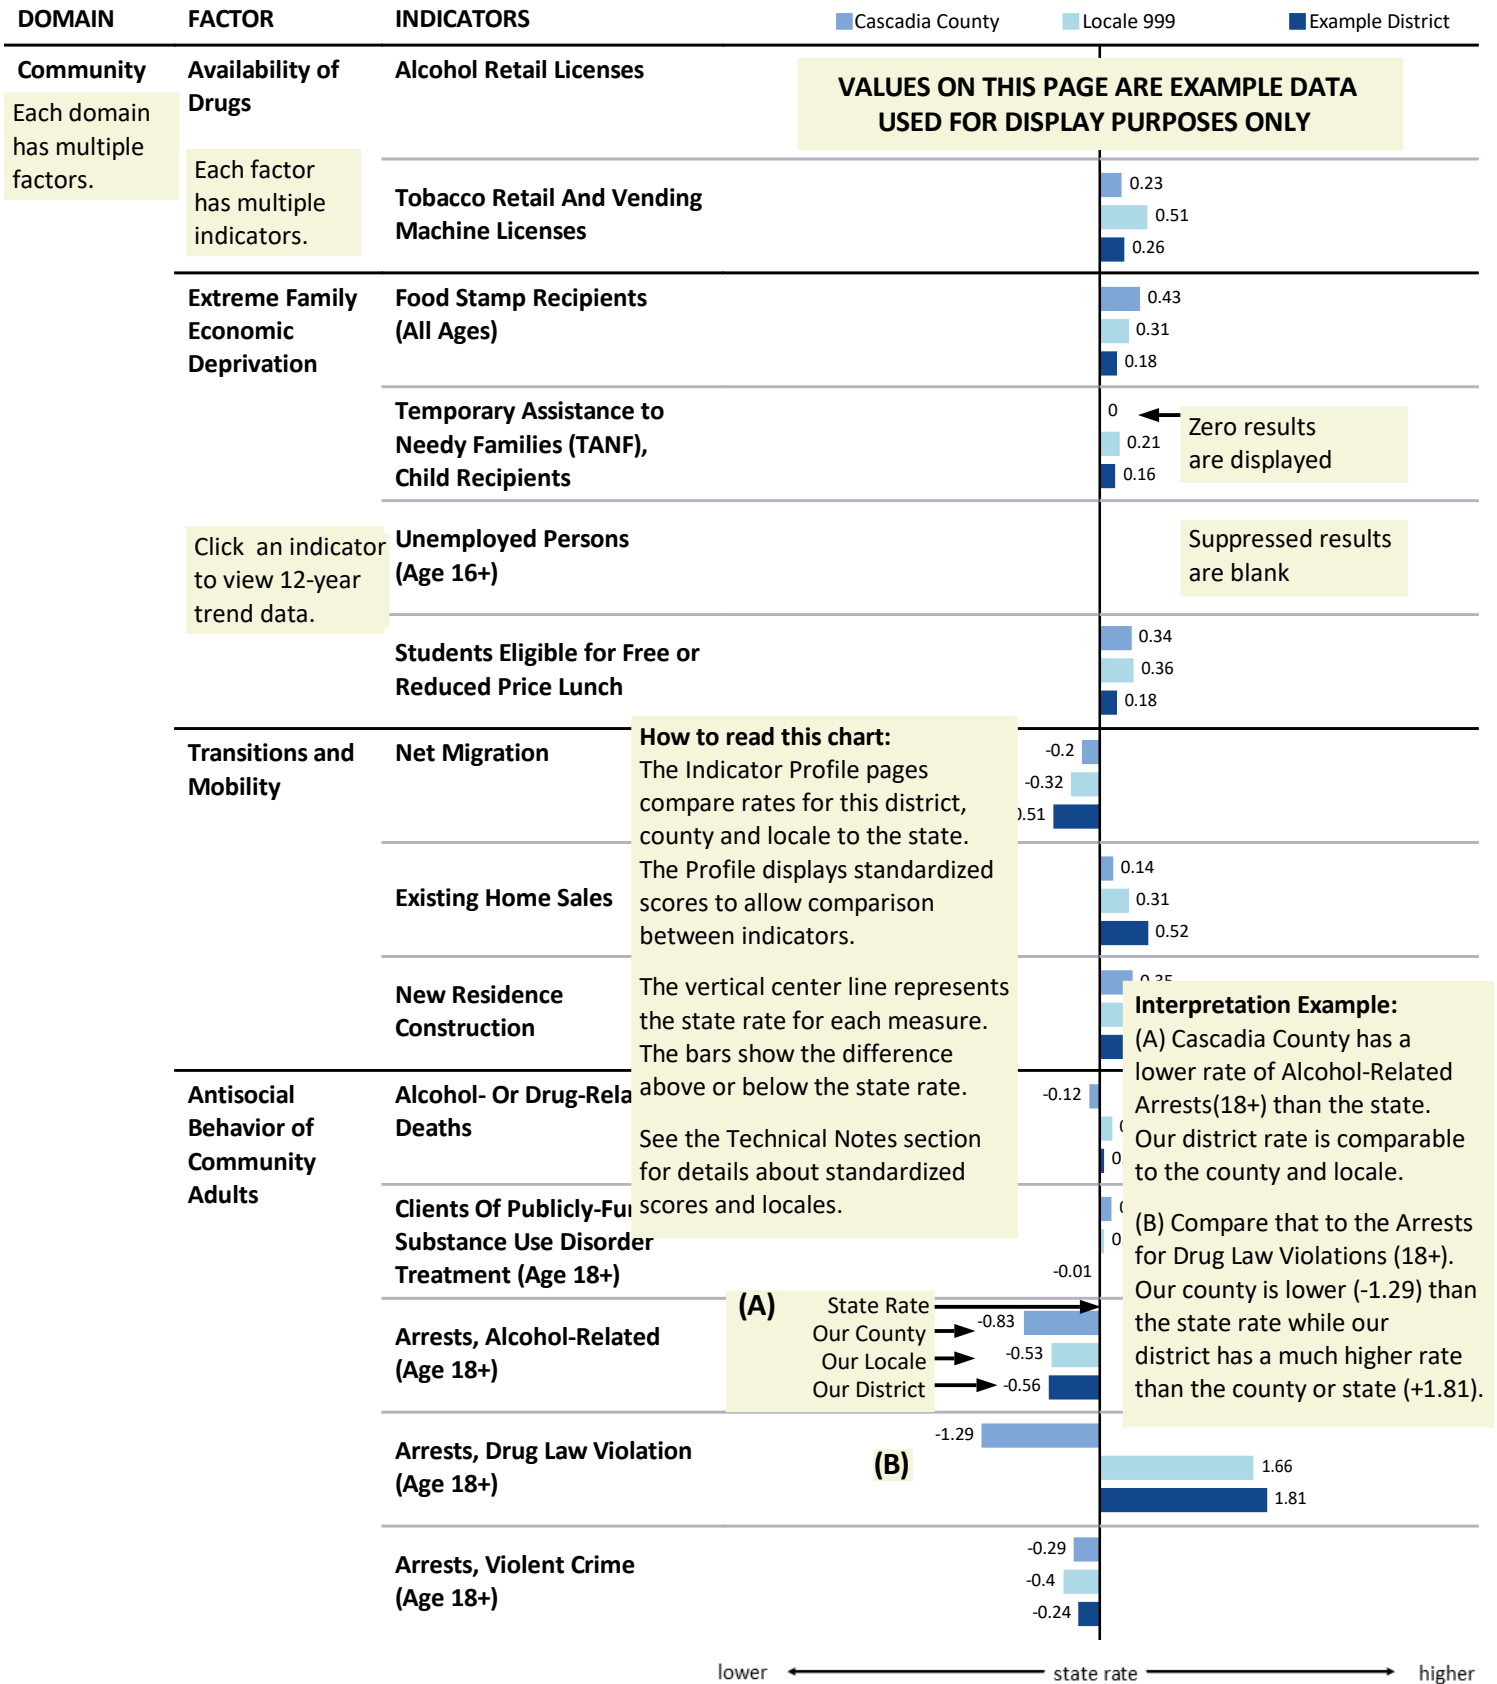 DOMAIN FACTOR INDICATORS Cascadia County Locale 999 Example District
Community
Each domain
has multiple
factors.
Availability of
Drugs
Each factor
has multiple
indicators.
Alcohol Retail Licenses
VALUES ON THIS PAGE ARE EXAMPLE DATA
USED FOR DISPLAY PURPOSES ONLY
Tobacco Retail And Vending
Machine Licenses
0.23
0.51
0.26
Extreme Family
Economic
Deprivation
Food Stamp Recipients
(All Ages)
0.43
0.31
0.18
Temporary Assistance to
Needy Families (TANF),
Child Recipients
0
0.21
0.16
Zero results
are displayed
Click an indicator
to view 12-year
trend data.
Unemployed Persons
(Age 16+)
Suppressed results
are blank
Students Eligible for Free or
Reduced Price Lunch
0.34
0.36
0.18
Transitions and
Mobility
Net Migration
-0.2
-0.32
.51
How to read this chart:
The Indicator Profile pages
compare rates for this district,
county and locale to the state.
The Profile displays standardized
scores to allow comparison
between indicators.
The vertical center line represents
the state rate for each measure.
The bars show the difference
above or below the state rate.
See the Technical Notes section
for details about standardized
scores and locales.
Existing Home Sales
0.14
0.31
0.52
New Residence
Construction
Interpretation Example:
(A) Cascadia County has a
lower rate of Alcohol-Related
Arrests(18+) than the state.
Our district rate is comparable
to the county and locale.
(B) Compare that to the Arrests
for Drug Law Violations (18+).
Our county is lower (-1.29) than
the state rate while our
district has a much higher rate
than the county or state (+1.81).
Antisocial
Behavior of
Community
Adults
Alcohol- Or Drug-Rela
Deaths
-0.12
0.
Clients Of Publicly-Fu
Substance Use Disorder
Treatment (Age 18+)
0.
-0.01
Arrests, Alcohol-Related
(Age 18+)
(A) State Rate
Our County -0.83
Our Locale -0.53
Our District -0.56
Arrests, Drug Law Violation
(Age 18+)
(B)
-1.29
1.66
1.81
Arrests, Violent Crime
(Age 18+)
-0.29
-0.4
-0.24
lower state rate higher